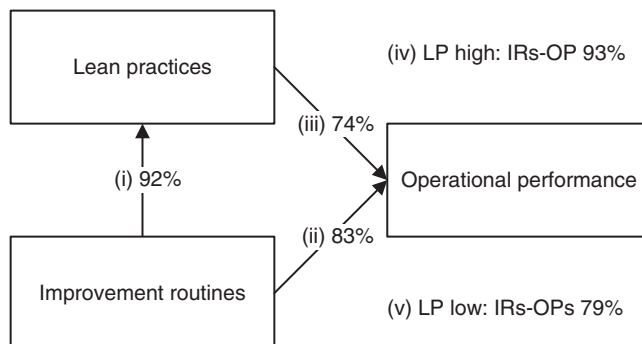 Lean practices
(iv) LP high: IRs-OP 93%
(iii) 74%
(i) 92%
Operational performance
(ii) 83%
Improvement routines
(v) LP low: IRs-OPs 79%